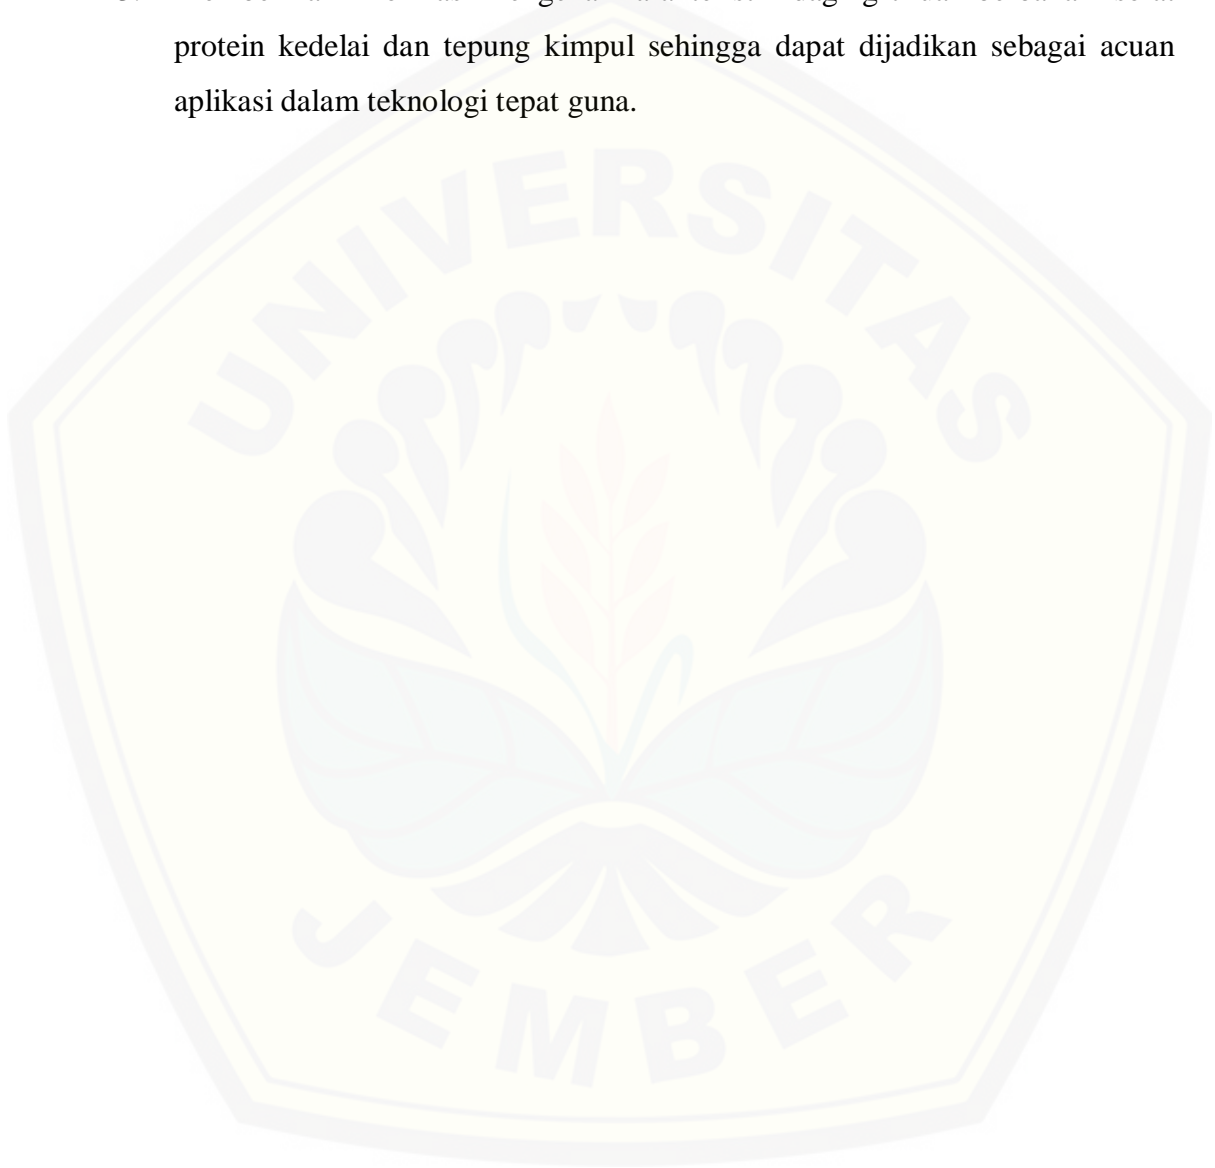 protein kedelai dan tepung kimpul sehingga dapat dijadikan sebagai acuan
aplikasi dalam teknologi tepat guna.
UNIVERSITAS
JEMBER